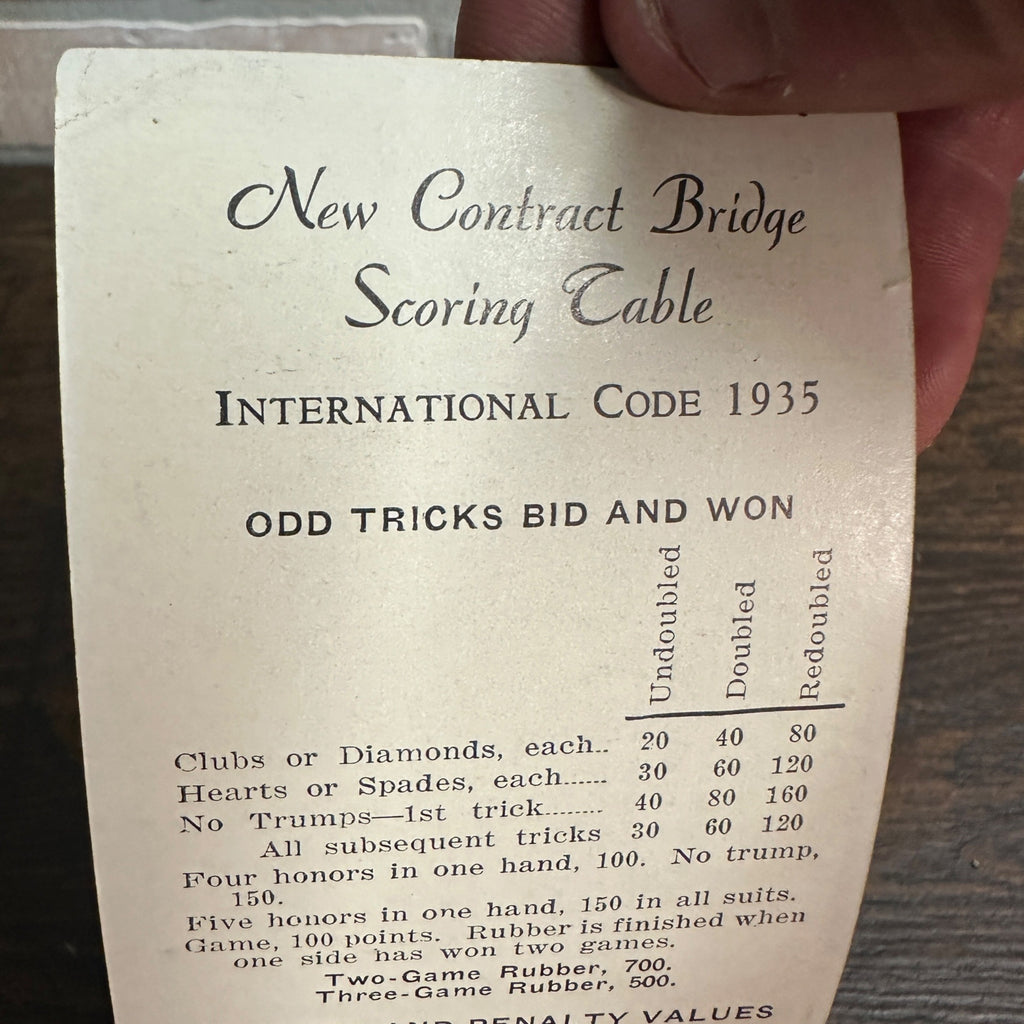 New Contract Bridge
Scoring Table
INTERNATIONAL CODE 1935
ODD TRICKS BID AND WON
Undoubled Doubled Redoubled
Clubs or Diamonds, each.. 20 40 80
Hearts or Spades, each...... 30 60 120
No Trumps—1st trick........ 40 80 160
All subsequent tricks 30 60 120
Four honors in one hand, 100. No trump,
150.
Five honors in one hand, 150 in all suits.
Game, 100 points. Rubber is finished when
one side has won two games.
Two-Game Rubber, 700.
Three-Game Rubber, 500.
AND PENALTY VALUES